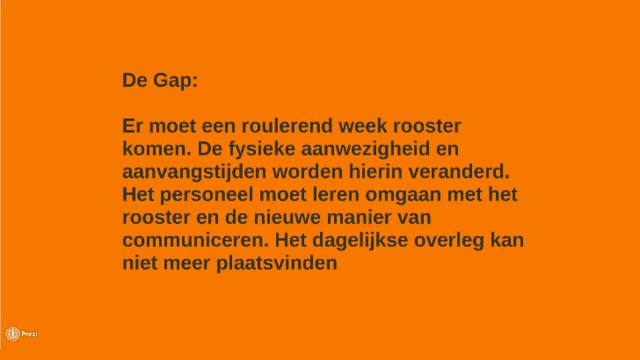 De Gap:
Er moet een roulerend week rooster
komen. De fysieke aanwezigheid en
aanvangstijden worden hierin veranderd.
Het personeel moet leren omgaan met het
rooster en de nieuwe manier van
communiceren. Het dagelijkse overleg kan
niet meer plaatsvinden
Prezi